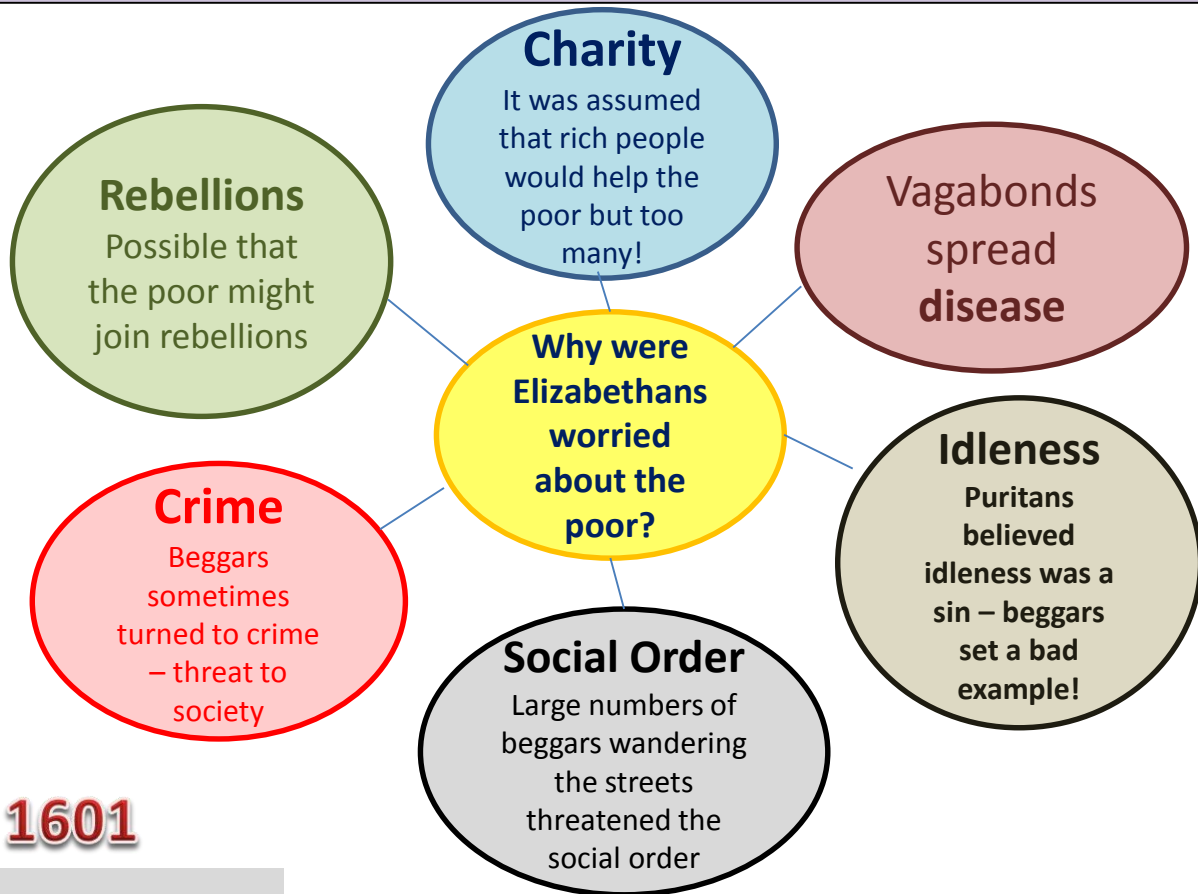 Charity
It was assumed
that rich people
would help the
poor but too
many!
Rebellions
Possible that
the poor might
join rebellions
Vagabonds
spread
disease
Why were
Elizabethans
worried
about the
poor?
Idleness
Puritans
believed
idleness was a
sin – beggars
set a bad
example!
Crime
Beggars
sometimes
turned to crime
– threat to
society
Social Order
Large numbers of
beggars wandering
the streets
threatened the
social order
1601